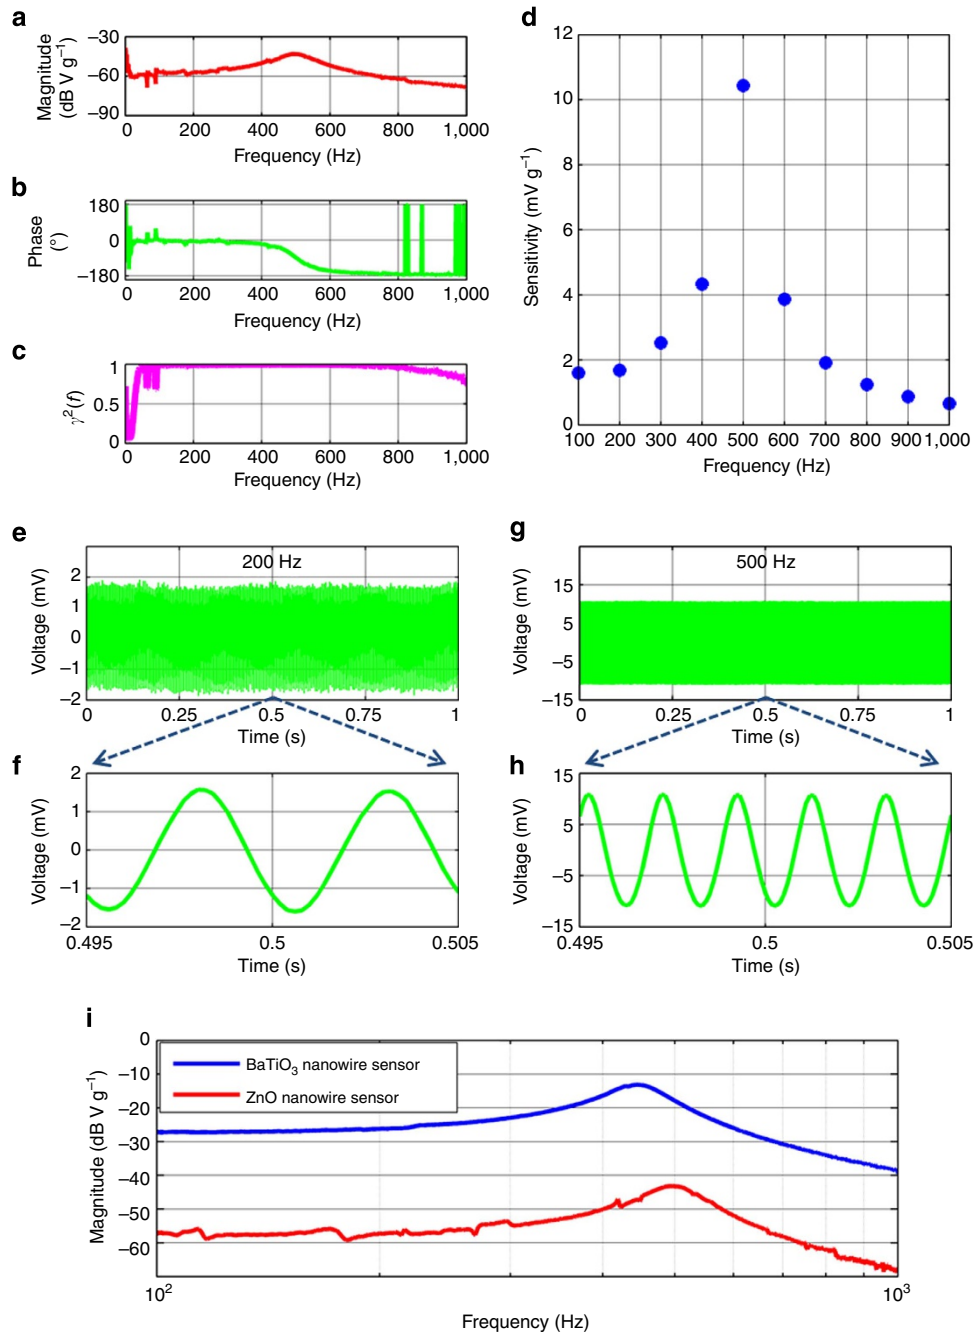 a
Magnitude
(dB V g⁻¹)
−30
−60
−90
0 200 400 600 800 1,000
Frequency (Hz)
b
Phase
(°)
180
0
−180
0 200 400 600 800 1,000
Frequency (Hz)
c
γ²(f)
1
0.5
0
0 200 400 600 800 1,000
Frequency (Hz)
d
Sensitivity (mV g⁻¹)
12
10
8
6
4
2
0
100 200 300 400 500 600 700 800 900 1,000
Frequency (Hz)
e
200 Hz
Voltage (mV)
2
1
0
−1
−2
0 0.25 0.5 0.75 1
Time (s)
f
Voltage (mV)
2
1
0
−1
−2
0.495 0.5 0.505
Time (s)
g
500 Hz
Voltage (mV)
15
5
−5
−15
0 0.25 0.5 0.75 1
Time (s)
h
Voltage (mV)
15
5
−5
−15
0.495 0.5 0.505
Time (s)
i
BaTiO₃ nanowire sensor
ZnO nanowire sensor
Magnitude (dB V g⁻¹)
0
−10
−20
−30
−40
−50
−60
10² 10³
Frequency (Hz)